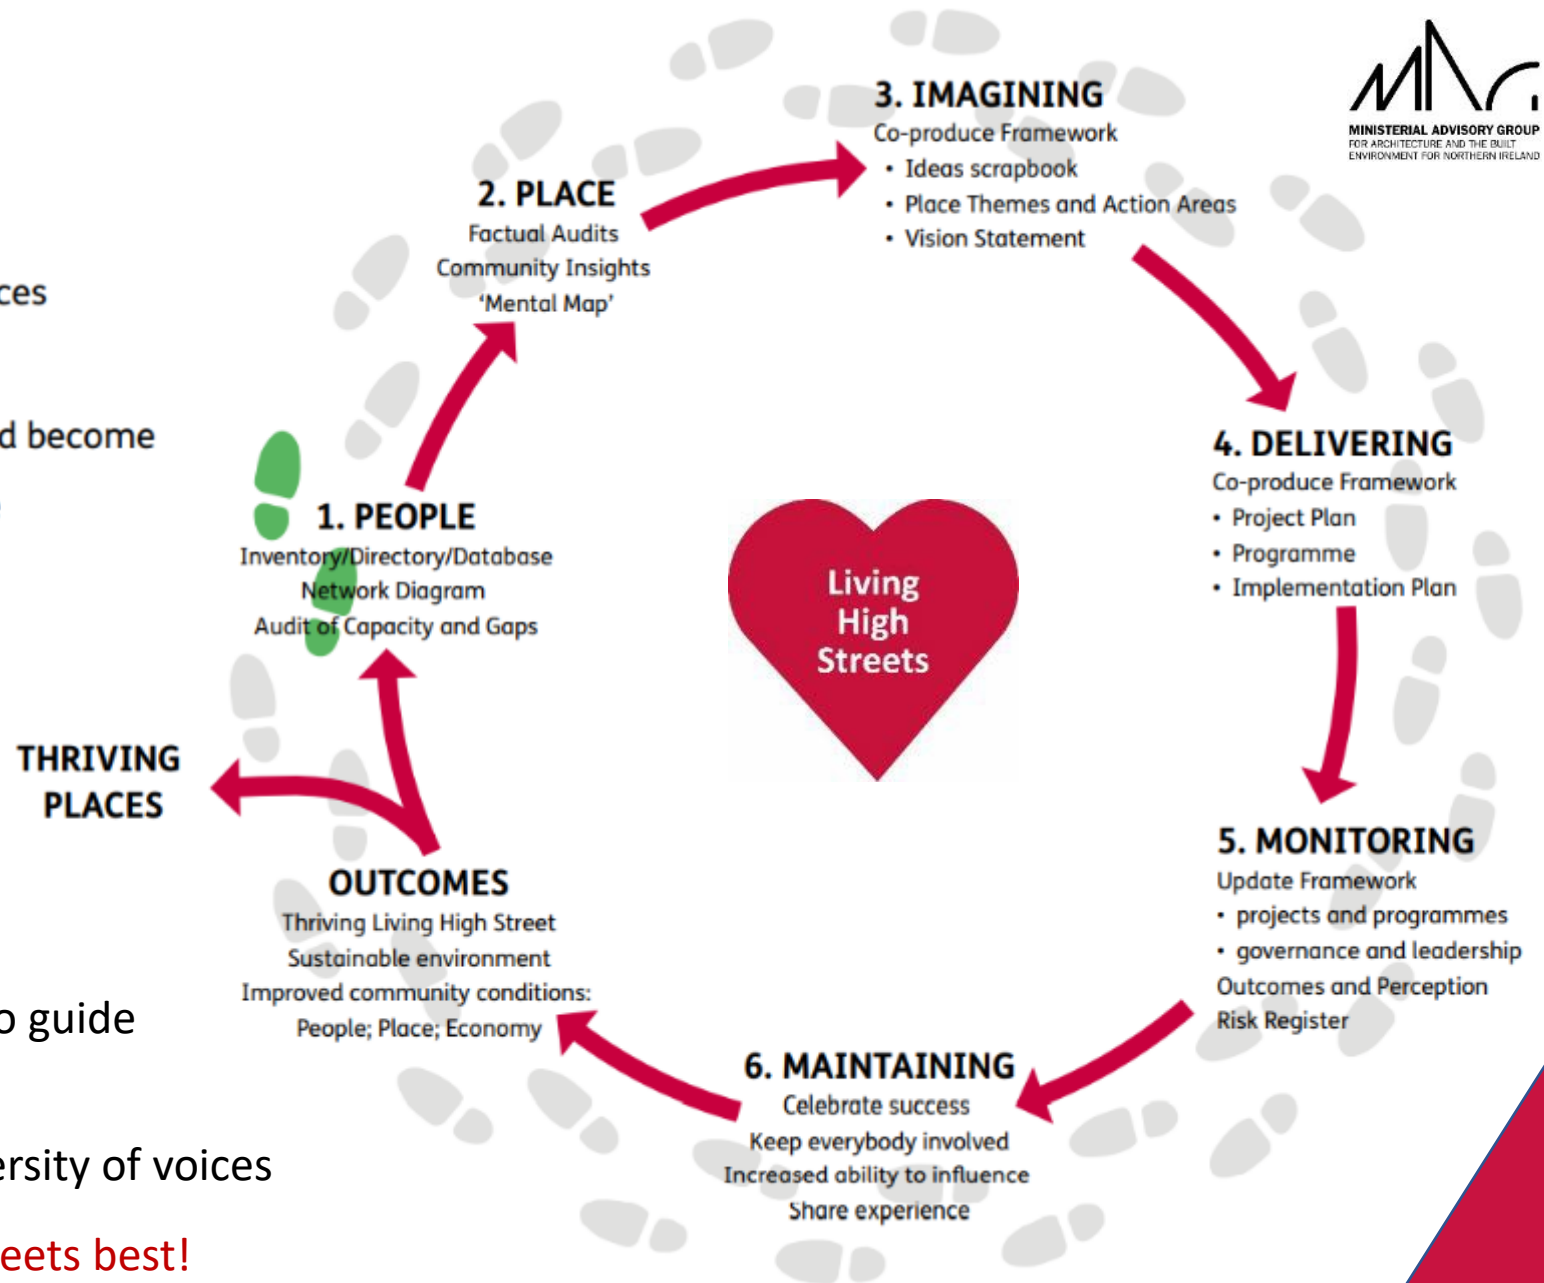 MINISTERIAL ADVISORY GROUP
FOR ARCHITECTURE AND THE BUILT
ENVIRONMENT FOR NORTHERN IRELAND
3. IMAGINING
Co-produce Framework
• Ideas scrapbook
• Place Themes and Action Areas
• Vision Statement
2. PLACE
Factual Audits
Community Insights
‘Mental Map’
ces
d become
1. PEOPLE
Inventory/Directory/Database
Network Diagram
Audit of Capacity and Gaps
4. DELIVERING
Co-produce Framework
• Project Plan
• Programme
• Implementation Plan
Living
High
Streets
THRIVING
PLACES
5. MONITORING
Update Framework
• projects and programmes
• governance and leadership
Outcomes and Perception
Risk Register
OUTCOMES
Thriving Living High Street
Sustainable environment
Improved community conditions:
People; Place; Economy
6. MAINTAINING
Celebrate success
Keep everybody involved
Increased ability to influence
Share experience
o guide
ersity of voices
eets best!